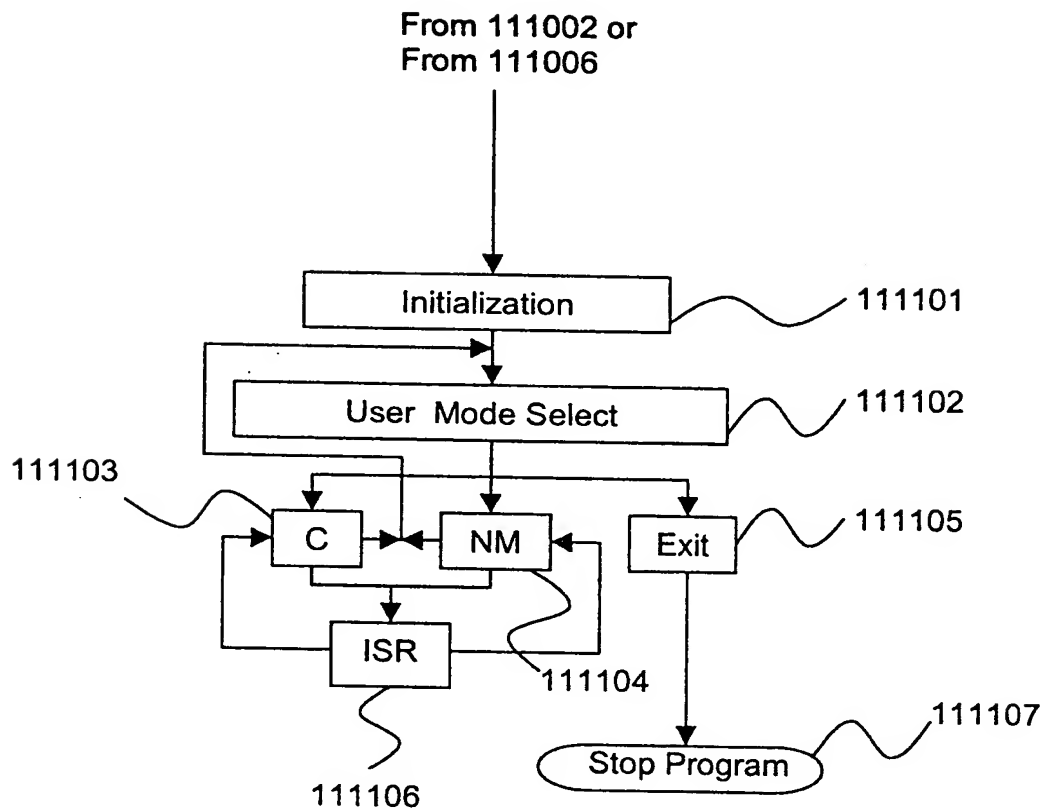 From 111002 or
From 111006
Initialization
111101
User Mode Select
111102
111103
C
NM
Exit
111105
ISR
111104
111106
Stop Program
111107